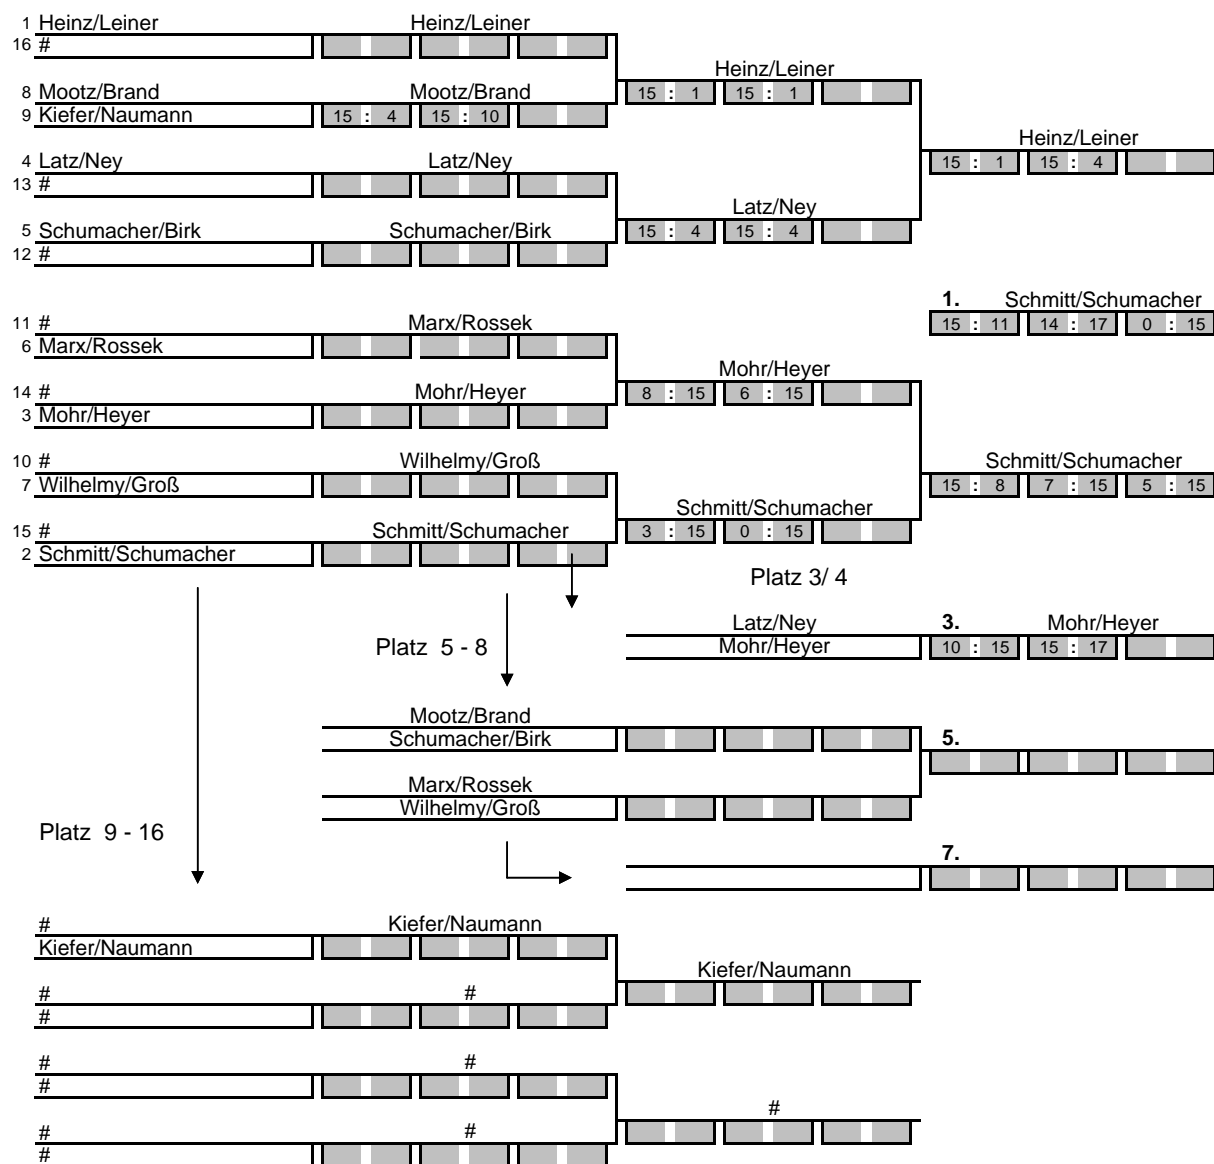 1 Heinz/Leiner Heinz/Leiner
16 #
Heinz/Leiner
8 Mootz/Brand Mootz/Brand 15 : 1 15 : 1
9 Kiefer/Naumann 15 : 4 15 : 10
Heinz/Leiner
4 Latz/Ney Latz/Ney 15 : 1 15 : 4
13 #
Latz/Ney
5 Schumacher/Birk Schumacher/Birk 15 : 4 15 : 4
12 #
1. Schmitt/Schumacher
11 # Marx/Rossek 15 : 11 14 : 17 0 : 15
6 Marx/Rossek
Mohr/Heyer
14 # Mohr/Heyer 8 : 15 6 : 15
3 Mohr/Heyer
10 # Wilhelmy/Groß Schmitt/Schumacher
7 Wilhelmy/Groß 15 : 8 7 : 15 5 : 15
Schmitt/Schumacher
15 # Schmitt/Schumacher 3 : 15 0 : 15
2 Schmitt/Schumacher
Platz 3/ 4
Latz/Ney 3. Mohr/Heyer
Platz 5 - 8 Mohr/Heyer 10 : 15 15 : 17
Mootz/Brand
Schumacher/Birk 5.
Marx/Rossek
Wilhelmy/Groß
Platz 9 - 16
7.
# Kiefer/Naumann
Kiefer/Naumann
Kiefer/Naumann
# #
#
# #
#
#
# #
#